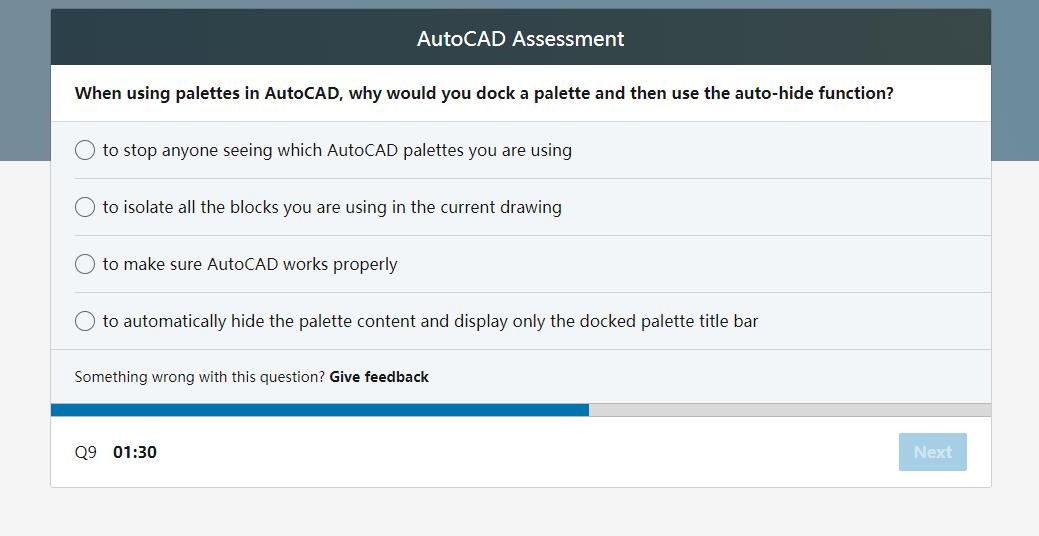 AutoCAD Assessment
When using palettes in AutoCAD, why would you dock a palette and then use the auto-hide function?
to stop anyone seeing which AutoCAD palettes you are using
to isolate all the blocks you are using in the current drawing
to make sure AutoCAD works properly
to automatically hide the palette content and display only the docked palette title bar
Something wrong with this question? Give feedback
Q9 01:30 Next